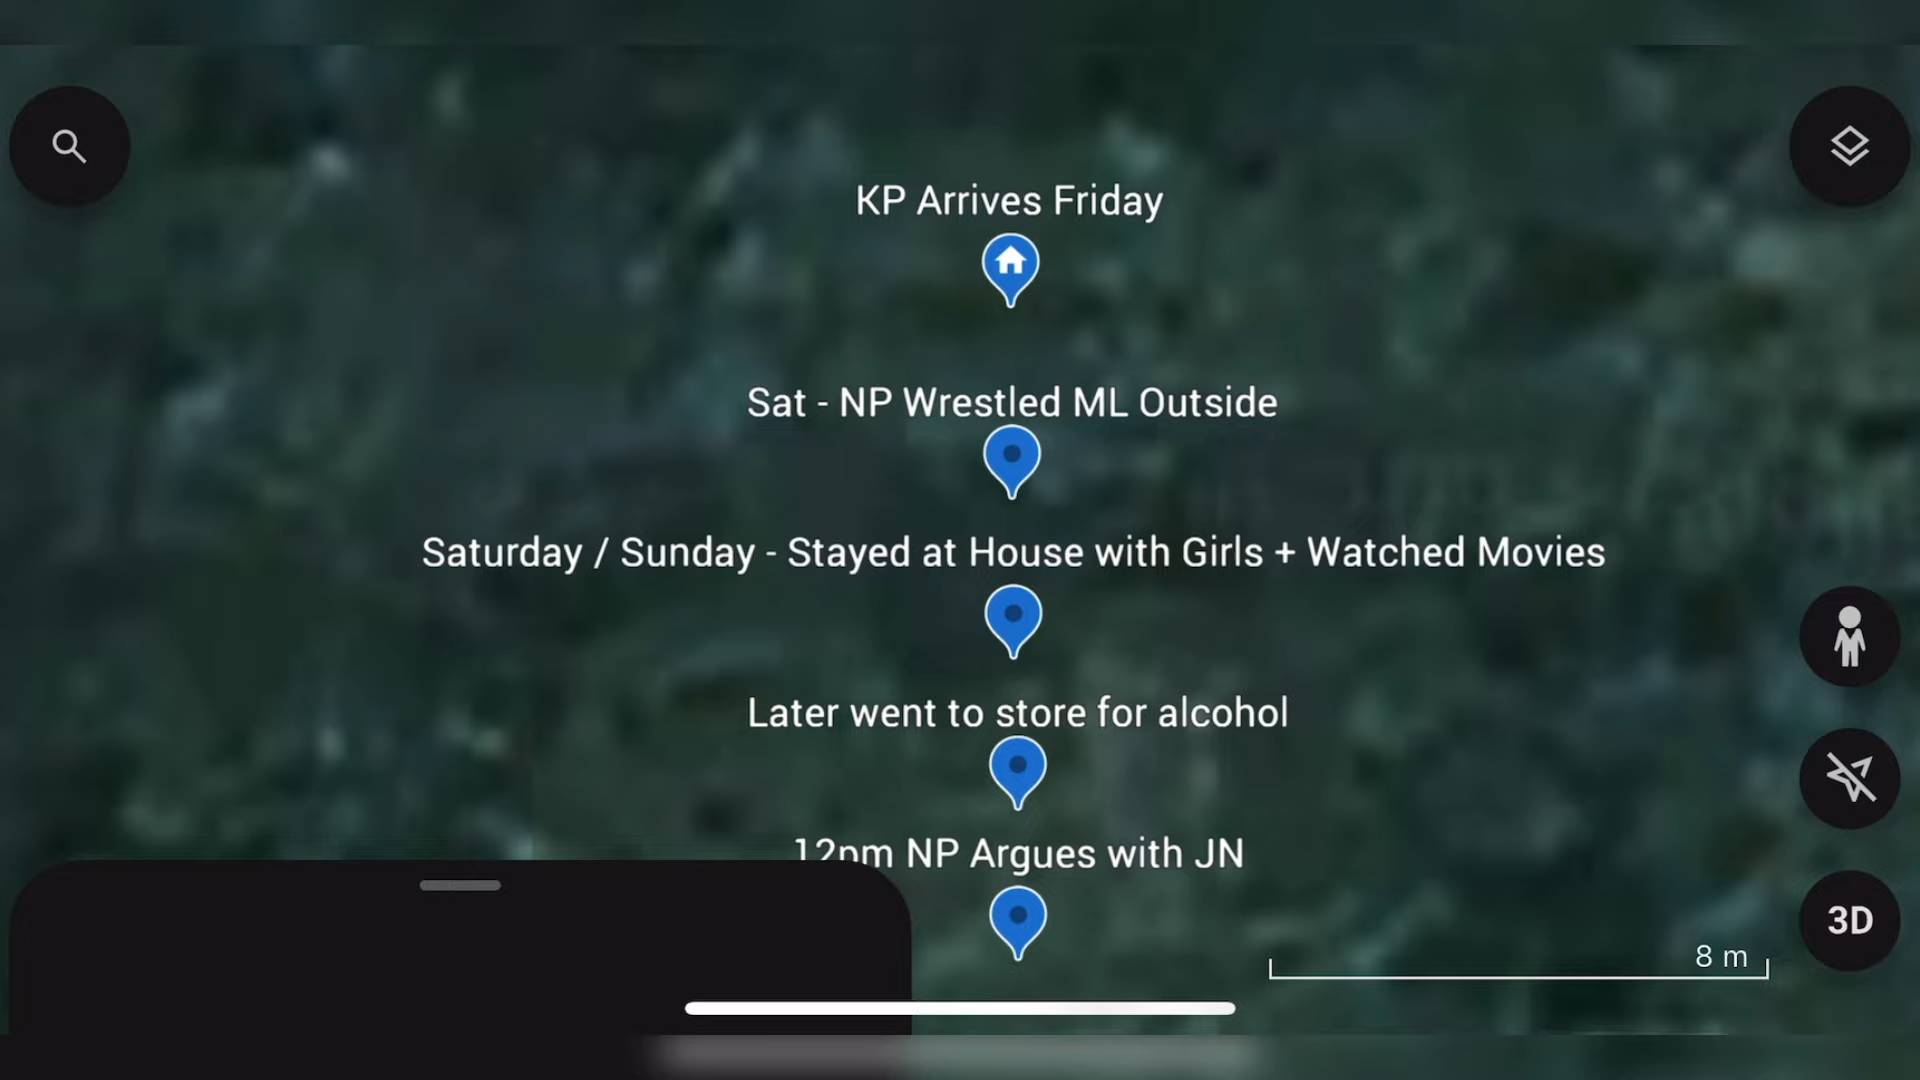 KP Arrives Friday
Sat - NP Wrestled ML Outside
Saturday / Sunday - Stayed at House with Girls + Watched Movies
Later went to store for alcohol
12pm NP Argues with JN
8 m
3D